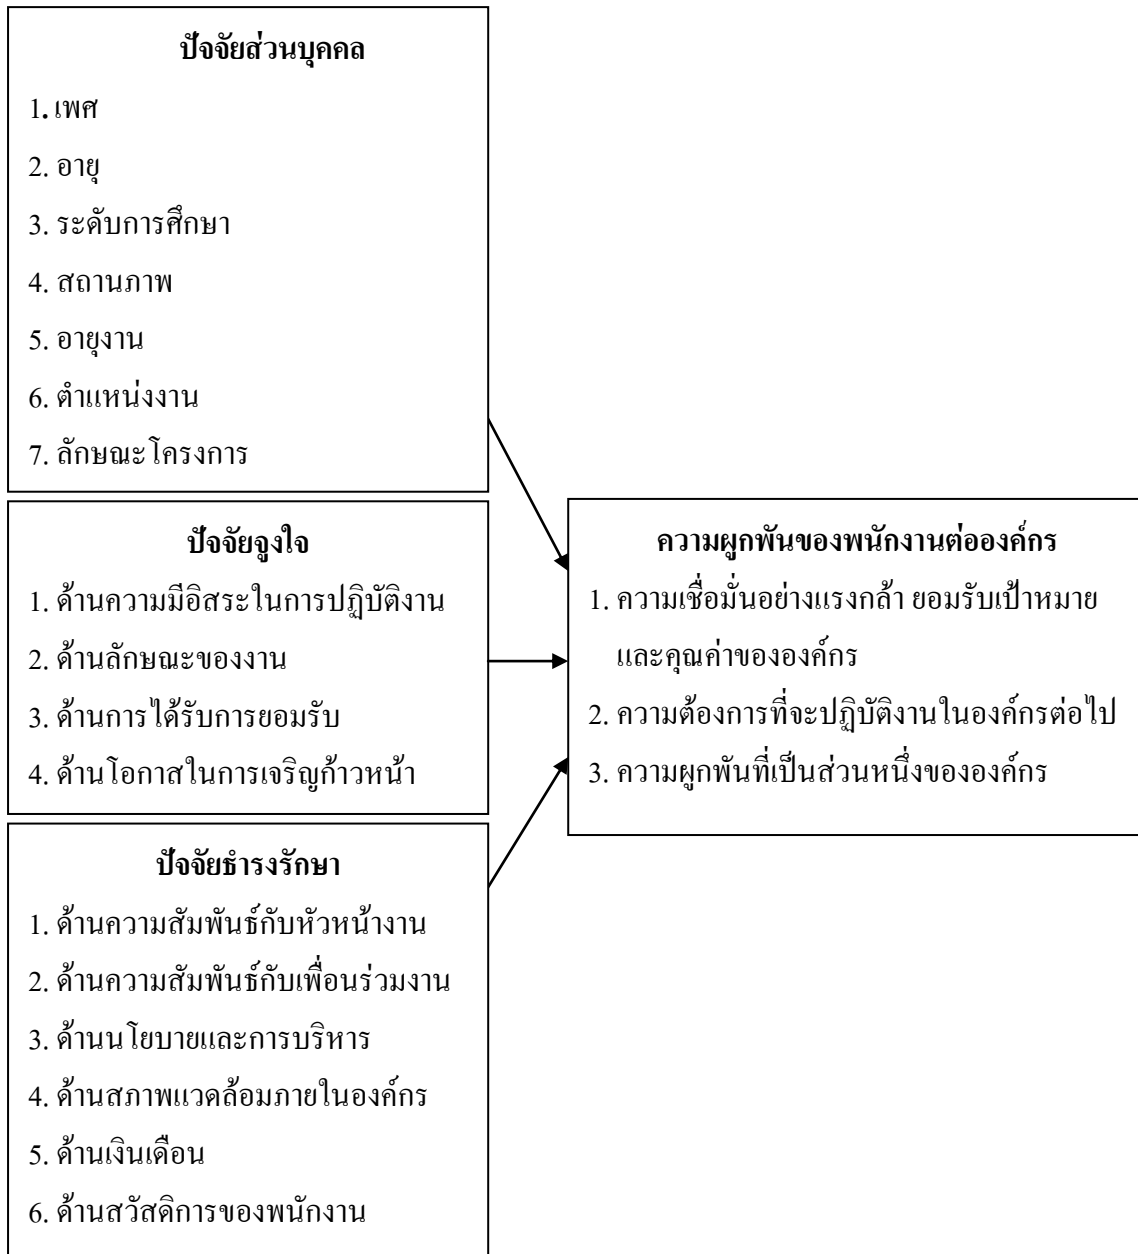 ปัจจัยส่วนบุคคล
1. เพศ
2. อายุ
3. ระดับการศึกษา
4. สถานภาพ
5. อายุงาน
6. ตำแหน่งงาน
7. ลักษณะโครงการ
ปัจจัยจูงใจ
1. ด้านความมีอิสระในการปฏิบัติงาน
2. ด้านลักษณะของงาน
3. ด้านการได้รับการยอมรับ
4. ด้านโอกาสในการเจริญก้าวหน้า
ปัจจัยธำรงรักษา
1. ด้านความสัมพันธ์กับหัวหน้างาน
2. ด้านความสัมพันธ์กับเพื่อนร่วมงาน
3. ด้านนโยบายและการบริหาร
4. ด้านสภาพแวดล้อมภายในองค์กร
5. ด้านเงินเดือน
6. ด้านสวัสดิการของพนักงาน
ความผูกพันของพนักงานต่อองค์กร
1. ความเชื่อมั่นอย่างแรงกล้า ยอมรับเป้าหมาย
และคุณค่าขององค์กร
2. ความต้องการที่จะปฏิบัติงานในองค์กรต่อไป
3. ความผูกพันที่เป็นส่วนหนึ่งขององค์กร